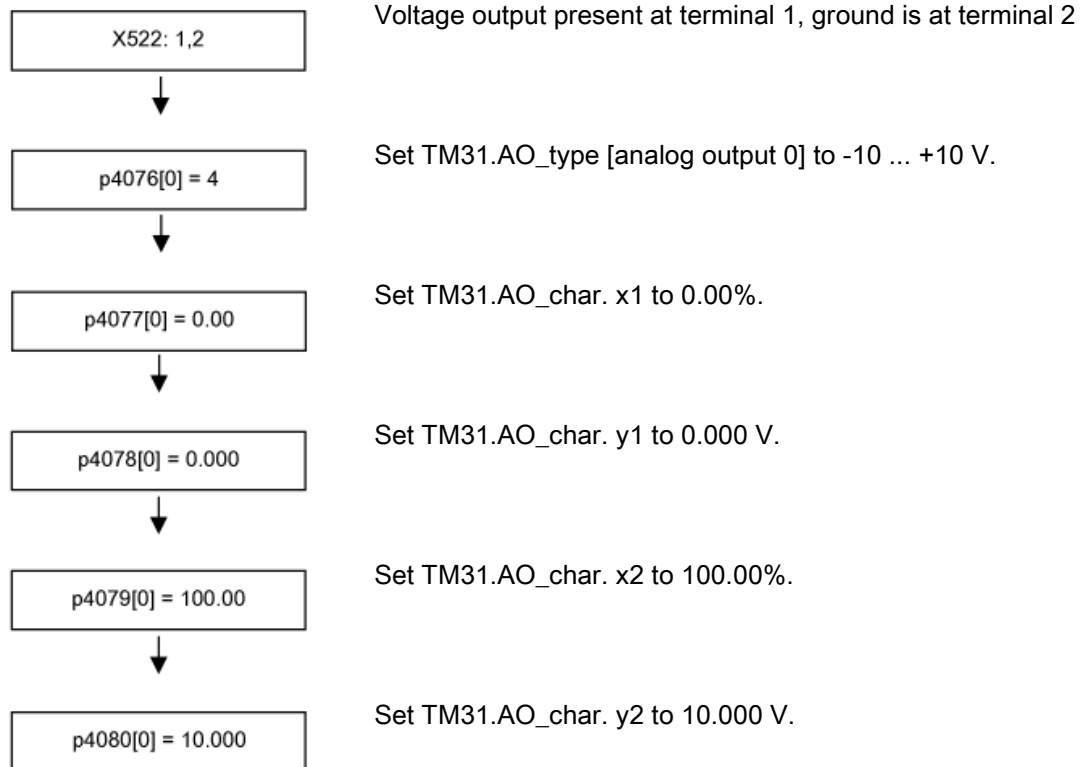 X522: 1,2
Voltage output present at terminal 1, ground is at terminal 2
p4076[0] = 4
Set TM31.AO_type [analog output 0] to -10 ... +10 V.
p4077[0] = 0.00
Set TM31.AO_char. x1 to 0.00%.
p4078[0] = 0.000
Set TM31.AO_char. y1 to 0.000 V.
p4079[0] = 100.00
Set TM31.AO_char. x2 to 100.00%.
p4080[0] = 10.000
Set TM31.AO_char. y2 to 10.000 V.